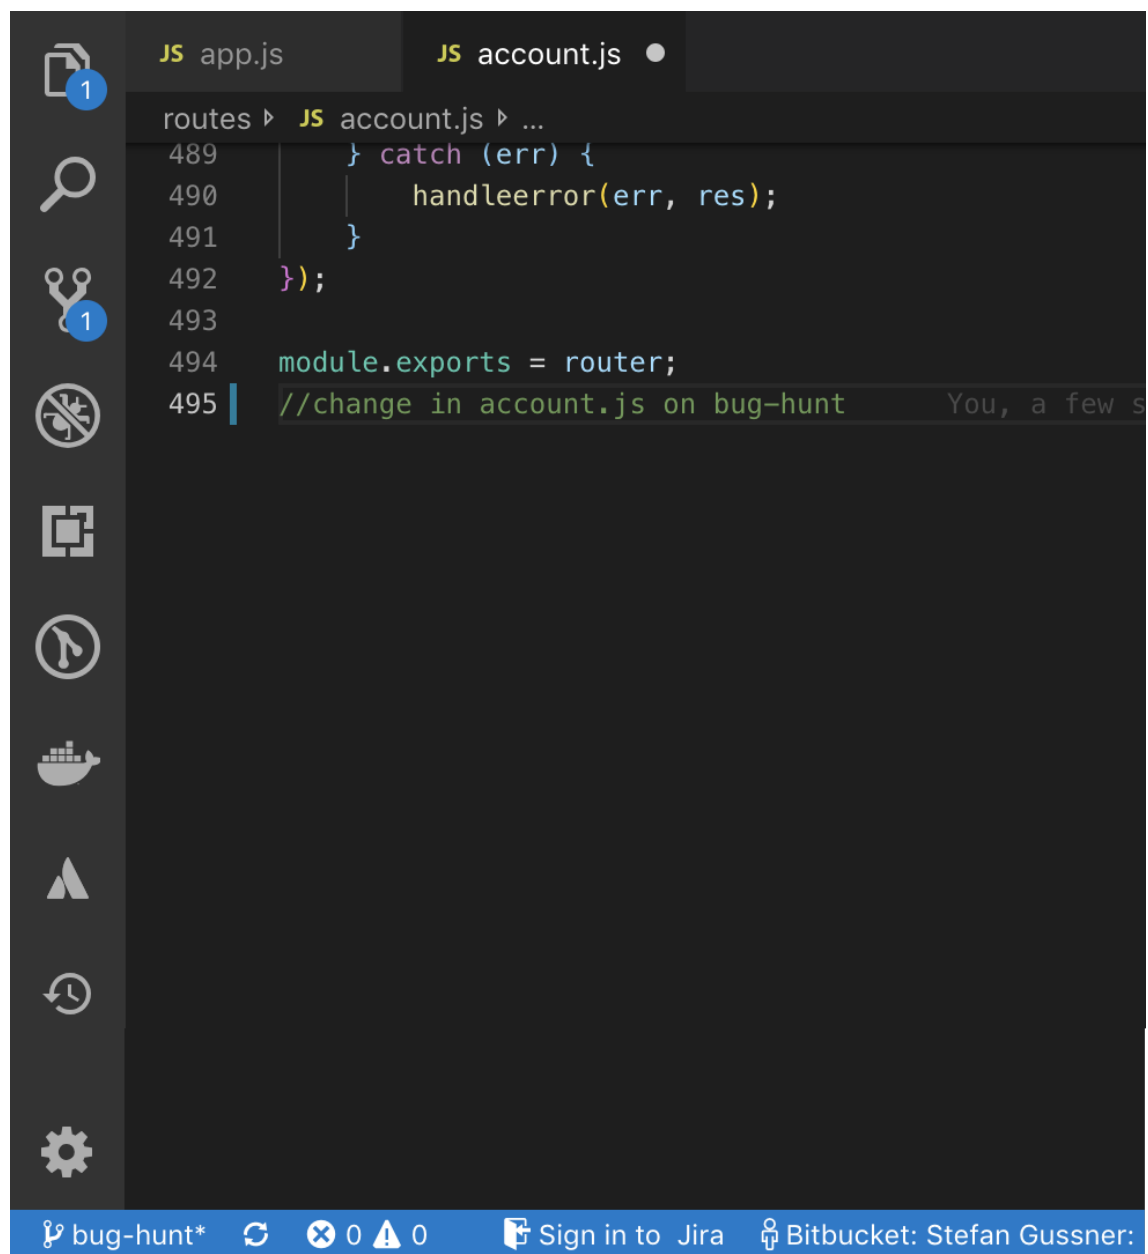 JS app.js JS account.js
routes JS account.js ...
489 } catch (err) {
490 handleerror(err, res);
491 }
492 });
493
494 module.exports = router;
495 //change in account.js on bug-hunt You, a few s
1
1
bug-hunt* 0 0 Sign in to Jira Bitbucket: Stefan Gussner: